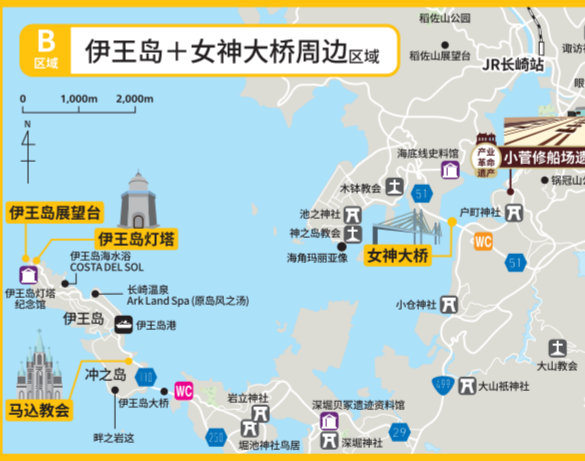 B
区域
伊王岛＋女神大桥周边区域
0 1,000m 2,000m
N
稻佐山公园
稻佐山展望台
JR长崎站
诹访
眼
海底线史料馆
产业
革命
遗产
小菅修船场遗
锅冠山公
木钵教会
51
池之神社
神之岛教会
海角玛丽亚像
女神大桥
户町神社
WC
51
伊王岛展望台
伊王岛灯塔
伊王岛海水浴
COSTA DEL SOL
伊王岛灯塔
纪念馆
长崎温泉
Ark Land Spa (原岛风之汤)
伊王岛
伊王岛港
小仓神社
大山教会
冲之岛
118
WC
伊王岛大桥
马込教会
畔之岩这
岩立神社
250
堀池神社鸟居
深堀贝冢遗迹资料馆
深堀神社
29
499
大山祇神社